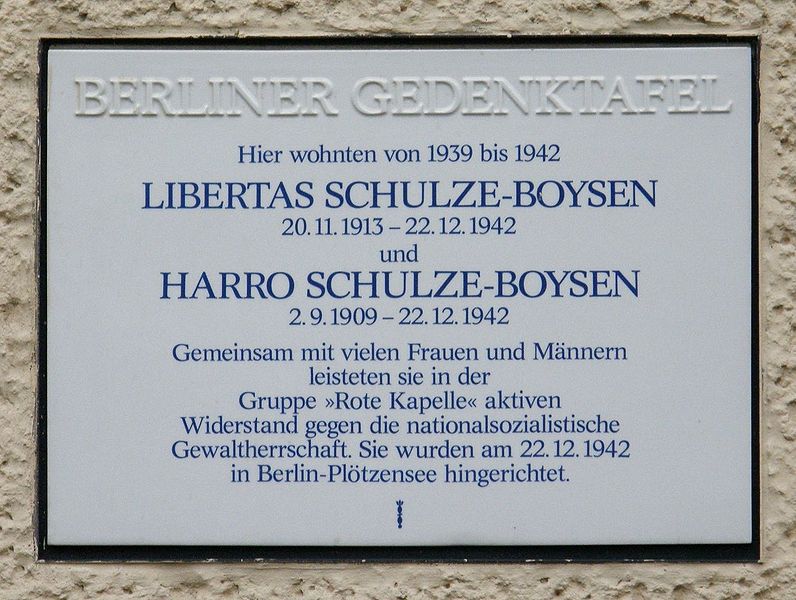 BERLINER GEDENKTAFEL
Hier wohnten von 1939 bis 1942
LIBERTAS SCHULZE-BOYSEN
20.11.1913 – 22.12.1942
und
HARRO SCHULZE-BOYSEN
2.9.1909 – 22.12.1942
Gemeinsam mit vielen Frauen und Männern
leisteten sie in der
Gruppe »Rote Kapelle« aktiven
Widerstand gegen die nationalsozialistische
Gewaltherrschaft. Sie wurden am 22.12.1942
in Berlin-Plötzensee hingerichtet.